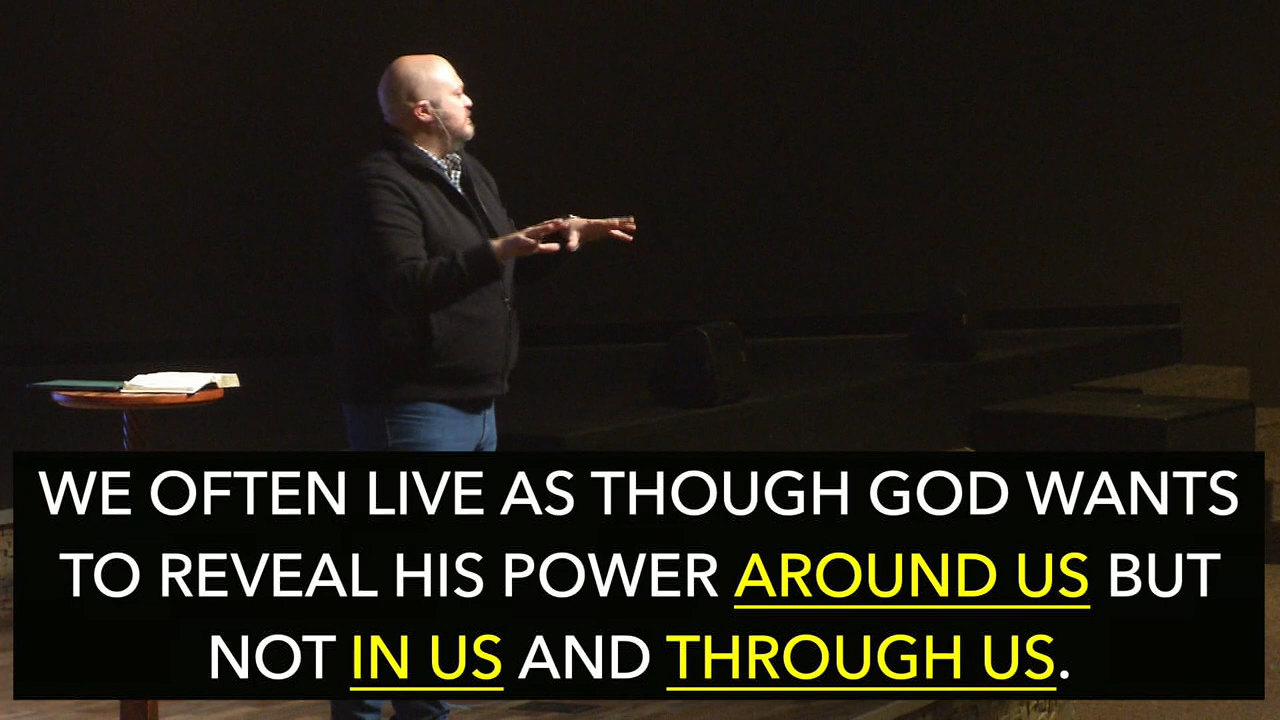 WE OFTEN LIVE AS THOUGH GOD WANTS
TO REVEAL HIS POWER AROUND US BUT
NOT IN US AND THROUGH US.